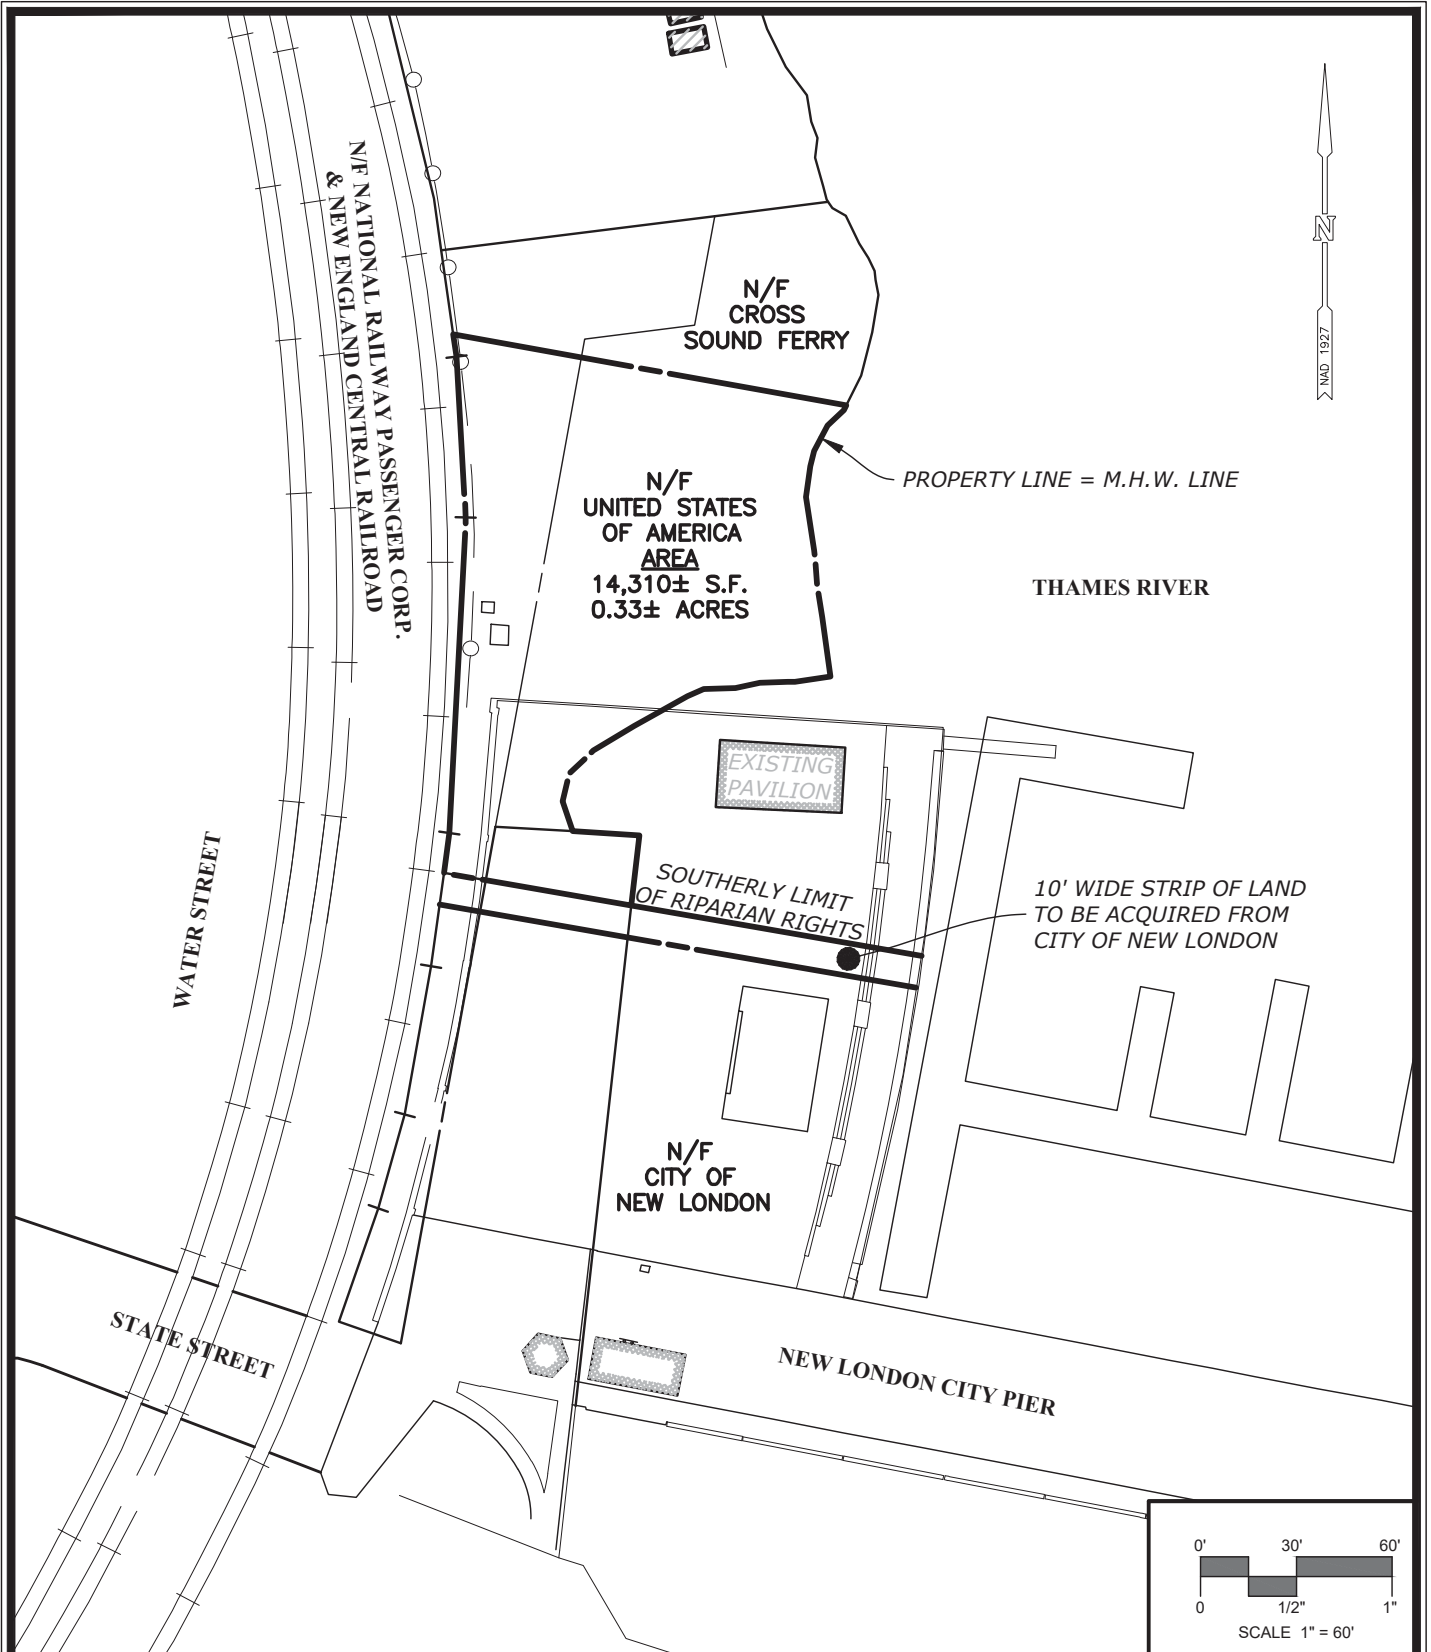 N/F NATIONAL RAILWAY PASSENGER CORP.
& NEW ENGLAND CENTRAL RAILROAD
N/F
CROSS
SOUND FERRY
N
NAD 1927
PROPERTY LINE = M.H.W. LINE
N/F
UNITED STATES
OF AMERICA
AREA
14,310± S.F.
0.33± ACRES
THAMES RIVER
EXISTING
PAVILION
WATER STREET
SOUTHERLY LIMIT
OF RIPARIAN RIGHTS
10' WIDE STRIP OF LAND
TO BE ACQUIRED FROM
CITY OF NEW LONDON
N/F
CITY OF
NEW LONDON
STATE STREET
NEW LONDON CITY PIER
0' 30' 60'
0 1/2" 1"
SCALE 1" = 60'